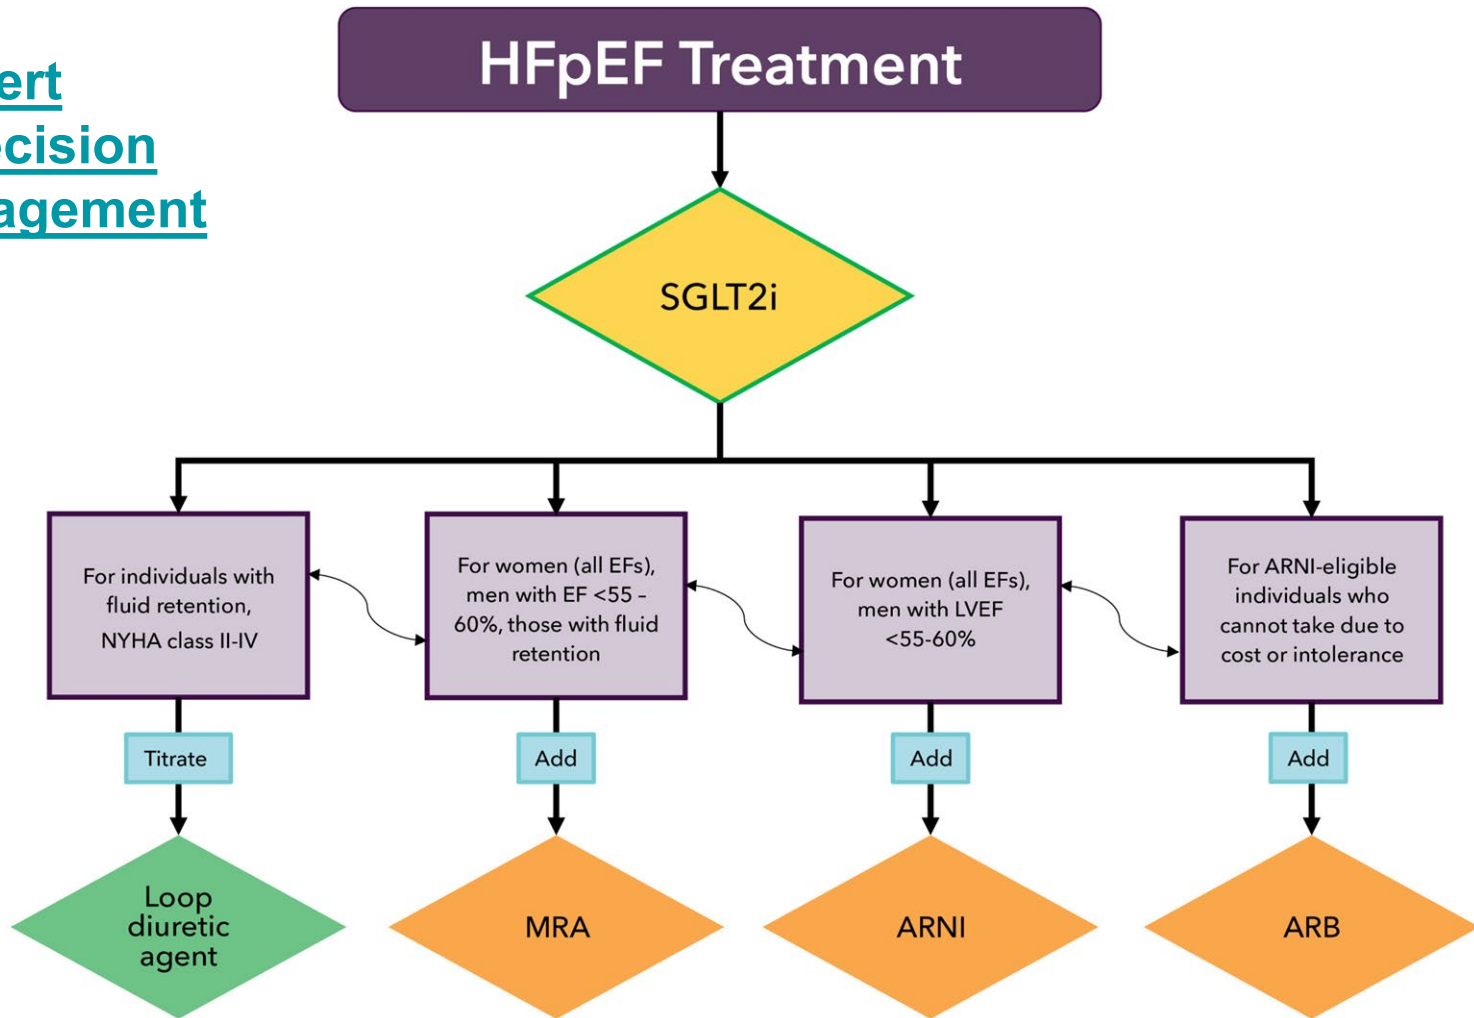 HFpEF Treatment
ert
ecision
agement
SGLT2i
For individuals with
fluid retention,
NYHA class II-IV
For women (all EFs),
men with EF <55 –
60%, those with fluid
retention
For women (all EFs),
men with LVEF
<55-60%
For ARNI-eligible
individuals who
cannot take due to
cost or intolerance
Titrate
Add
Add
Add
Loop
diuretic
agent
MRA
ARNI
ARB